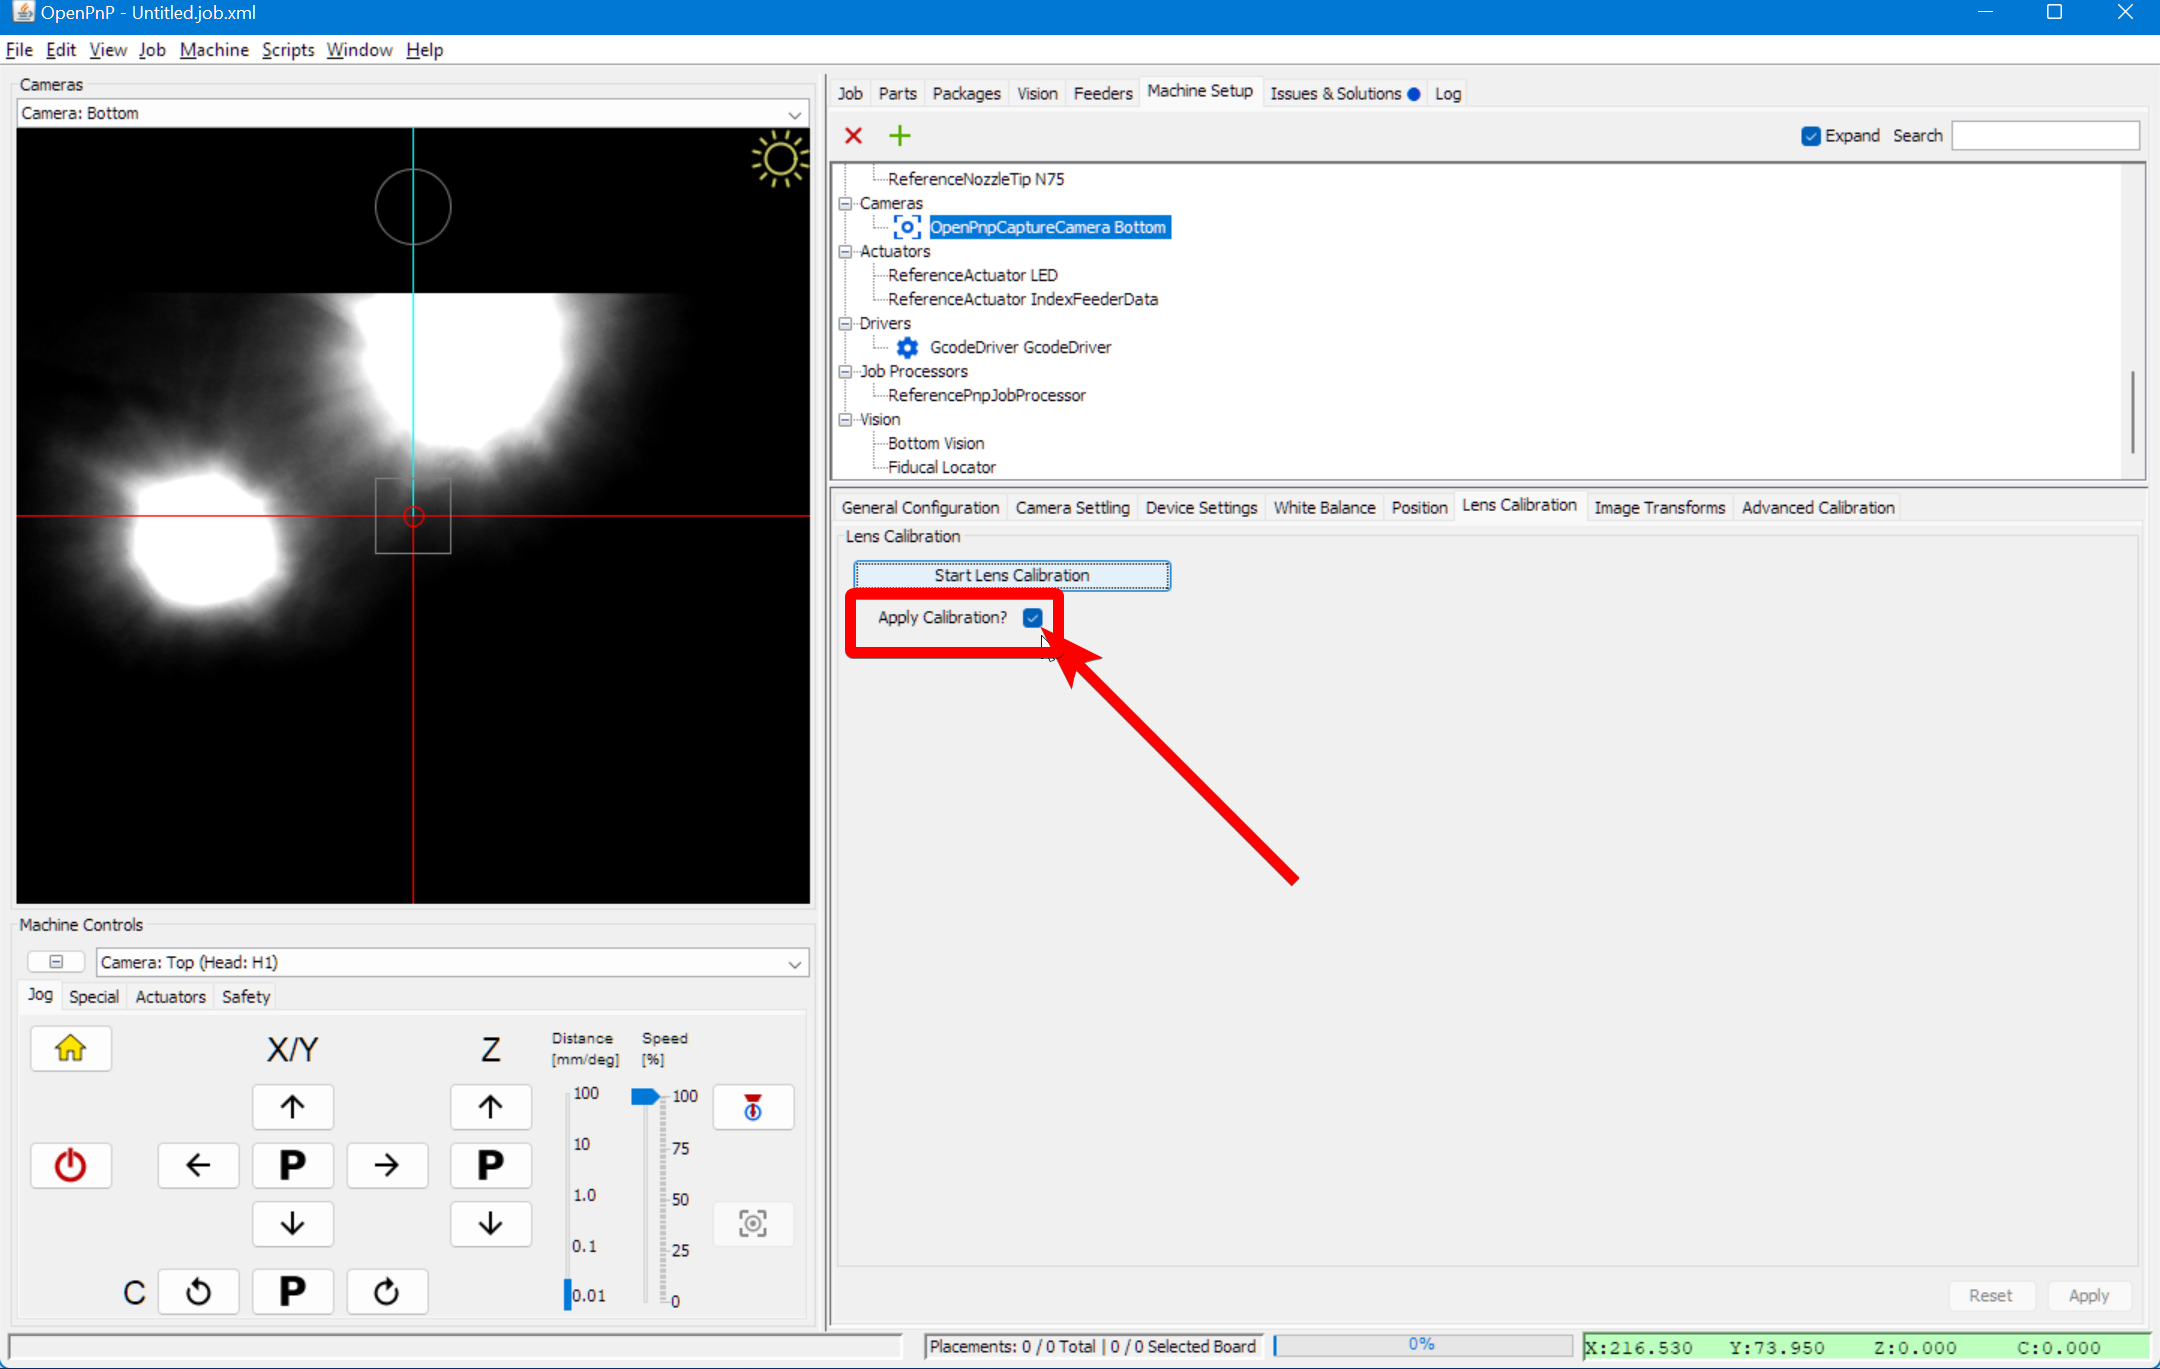 OpenPnP - Untitled.job.xml
File Edit View Job Machine Scripts Window Help
Cameras
Camera: Bottom
Job Parts Packages Vision Feeders Machine Setup Issues & Solutions Log
Expand Search
ReferenceNozzleTip N75
Cameras
OpenPnpCaptureCamera Bottom
Actuators
ReferenceActuator LED
ReferenceActuator IndexFeederData
Drivers
GcodeDriver GcodeDriver
Job Processors
ReferencePnpJobProcessor
Vision
Bottom Vision
Fiducal Locator
General Configuration Camera Settling Device Settings White Balance Position Lens Calibration Image Transforms Advanced Calibration
Lens Calibration
Start Lens Calibration
Apply Calibration?
Reset Apply
Machine Controls
Camera: Top (Head: H1)
Jog Special Actuators Safety
X/Y Z
Distance [mm/deg]
Speed [%]
100 100
10 75
1.0 50
0.1 25
0.01 0
P P
C P
Placements: 0 / 0 Total | 0 / 0 Selected Board 0% X:216.530 Y:73.950 Z:0.000 C:0.000